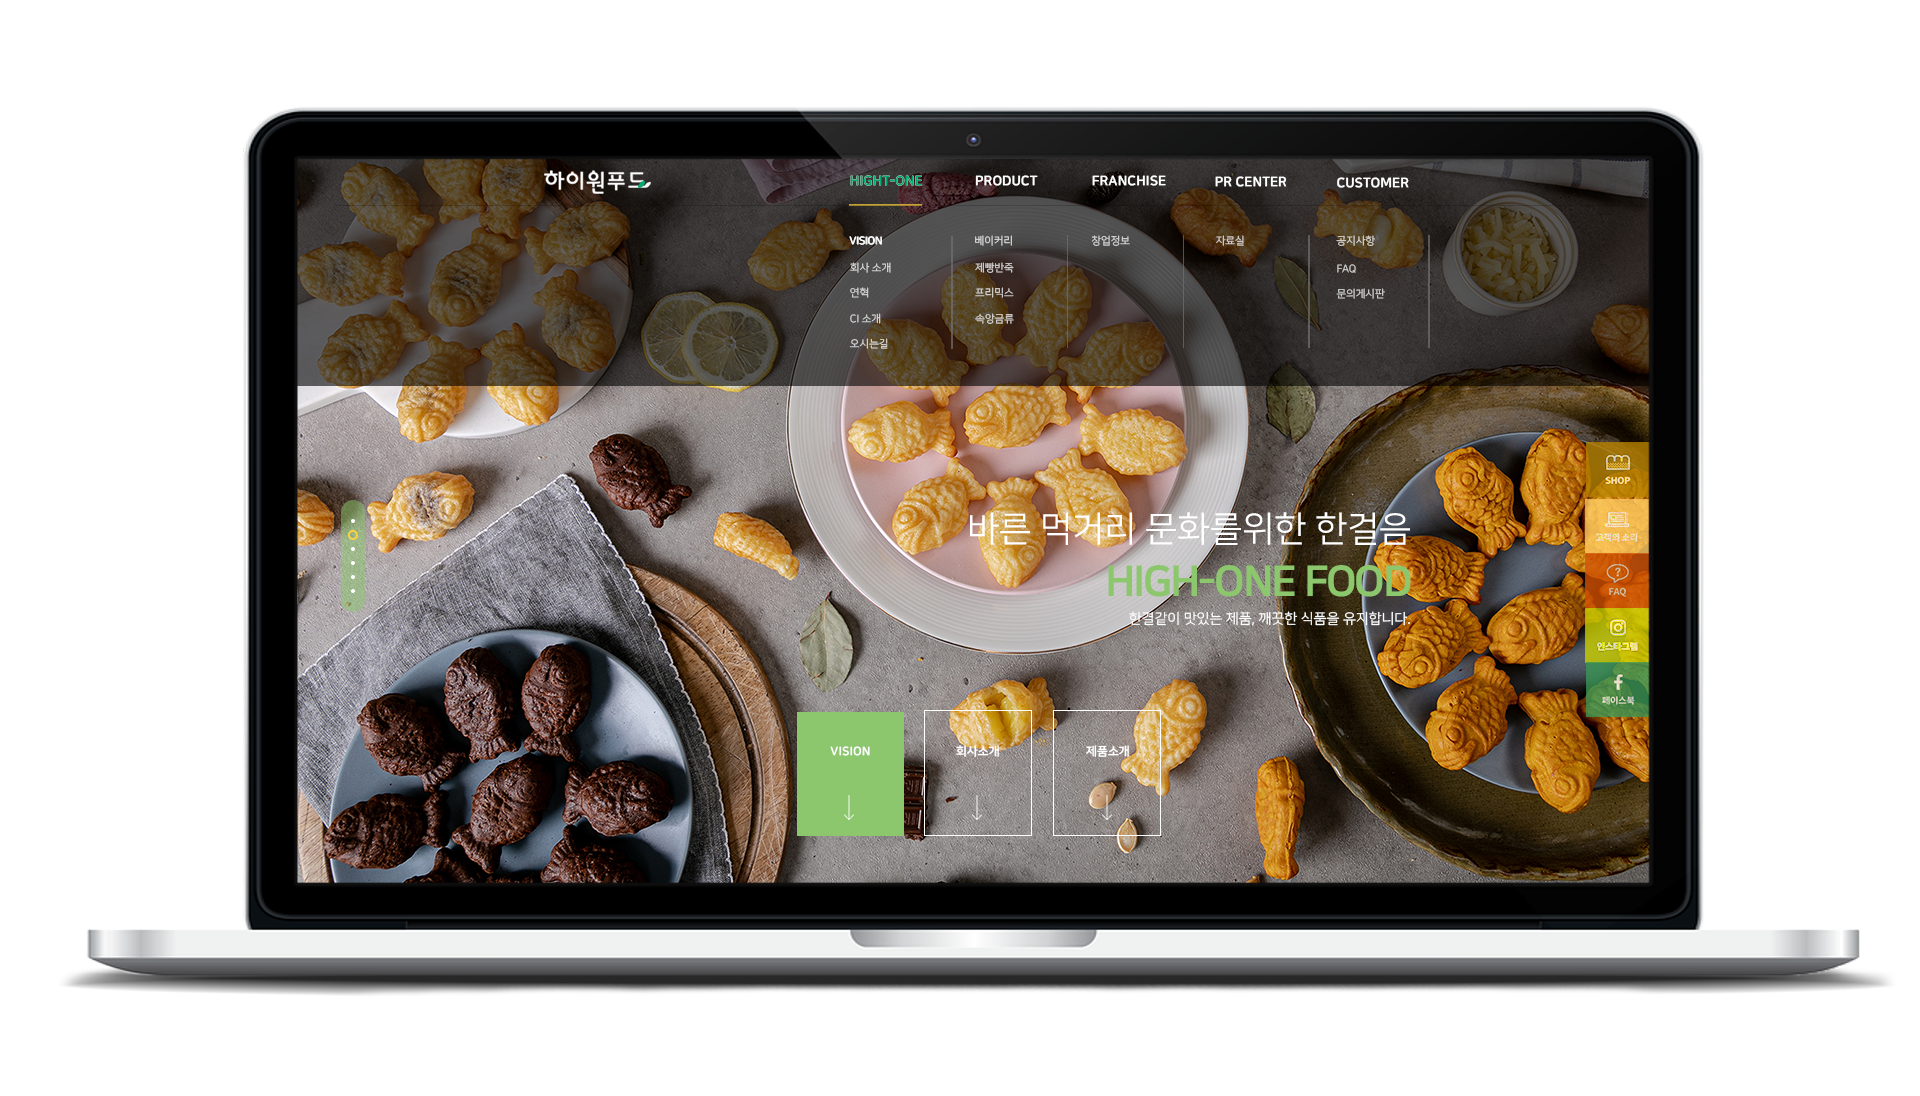 하이원푸드
HIGHT-ONE
PRODUCT
FRANCHISE
PR CENTER
CUSTOMER
VISION
회사 소개
연혁
CI 소개
오시는길
베이커리
제빵반죽
프리믹스
속앙금류
창업정보
자료실
공지사항
FAQ
문의게시판
바른 먹거리 문화를위한 한걸음
HIGH-ONE FOOD
한결같이 맛있는 제품, 깨끗한 식품을 유지합니다.
VISION
회사소개
제품소개
SHOP
고객의 소리
FAQ
인스타그램
페이스북